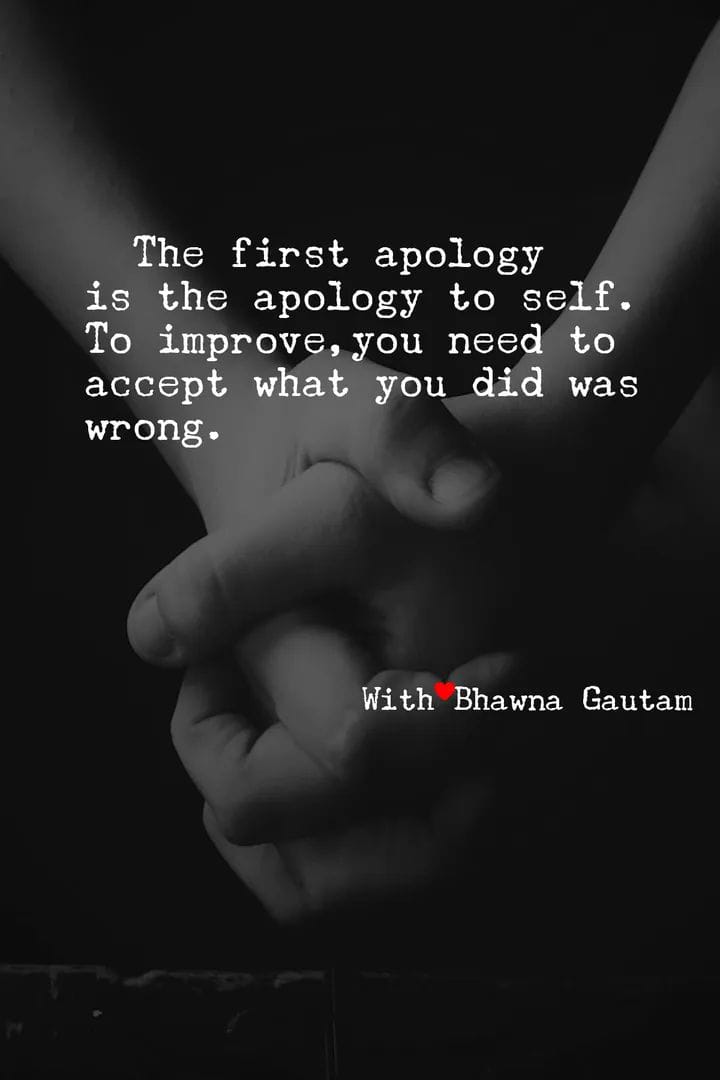 The first apology
is the apology to self.
To improve,you need to
accept what you did was
wrong.
With❤Bhawna Gautam